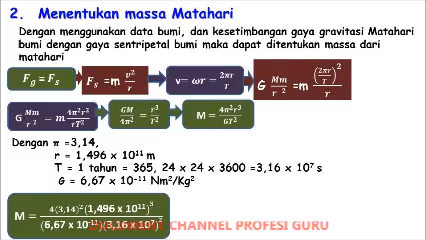 2. Menentukan massa Matahari
Dengan menggunakan data bumi, dan kesetimbangan gaya gravitasi Matahari
bumi dengan gaya sentripetal bumi maka dapat ditentukan massa dari
matahari
F_g = F_s
F_s = m v²/r
v= ωr = 2πr/r
G Mm/r² = m (2πr/T)²/r
G Mm/r² = m 4π²r²/rT²
GM/4π² = r³/T²
M = 4π²r³/GT²
Dengan π =3,14,
r = 1,496 x 10¹¹ m
T = 1 tahun = 365, 24 x 24 x 3600 =3,16 x 10⁷ s
G = 6,67 x 10⁻¹¹ Nm²/Kg²
M = 4(3,14)²(1,496 x 10¹¹)³/(6,67 x 10⁻¹¹)(3,16 x10⁷)²
CHANNEL PROFESI GURU